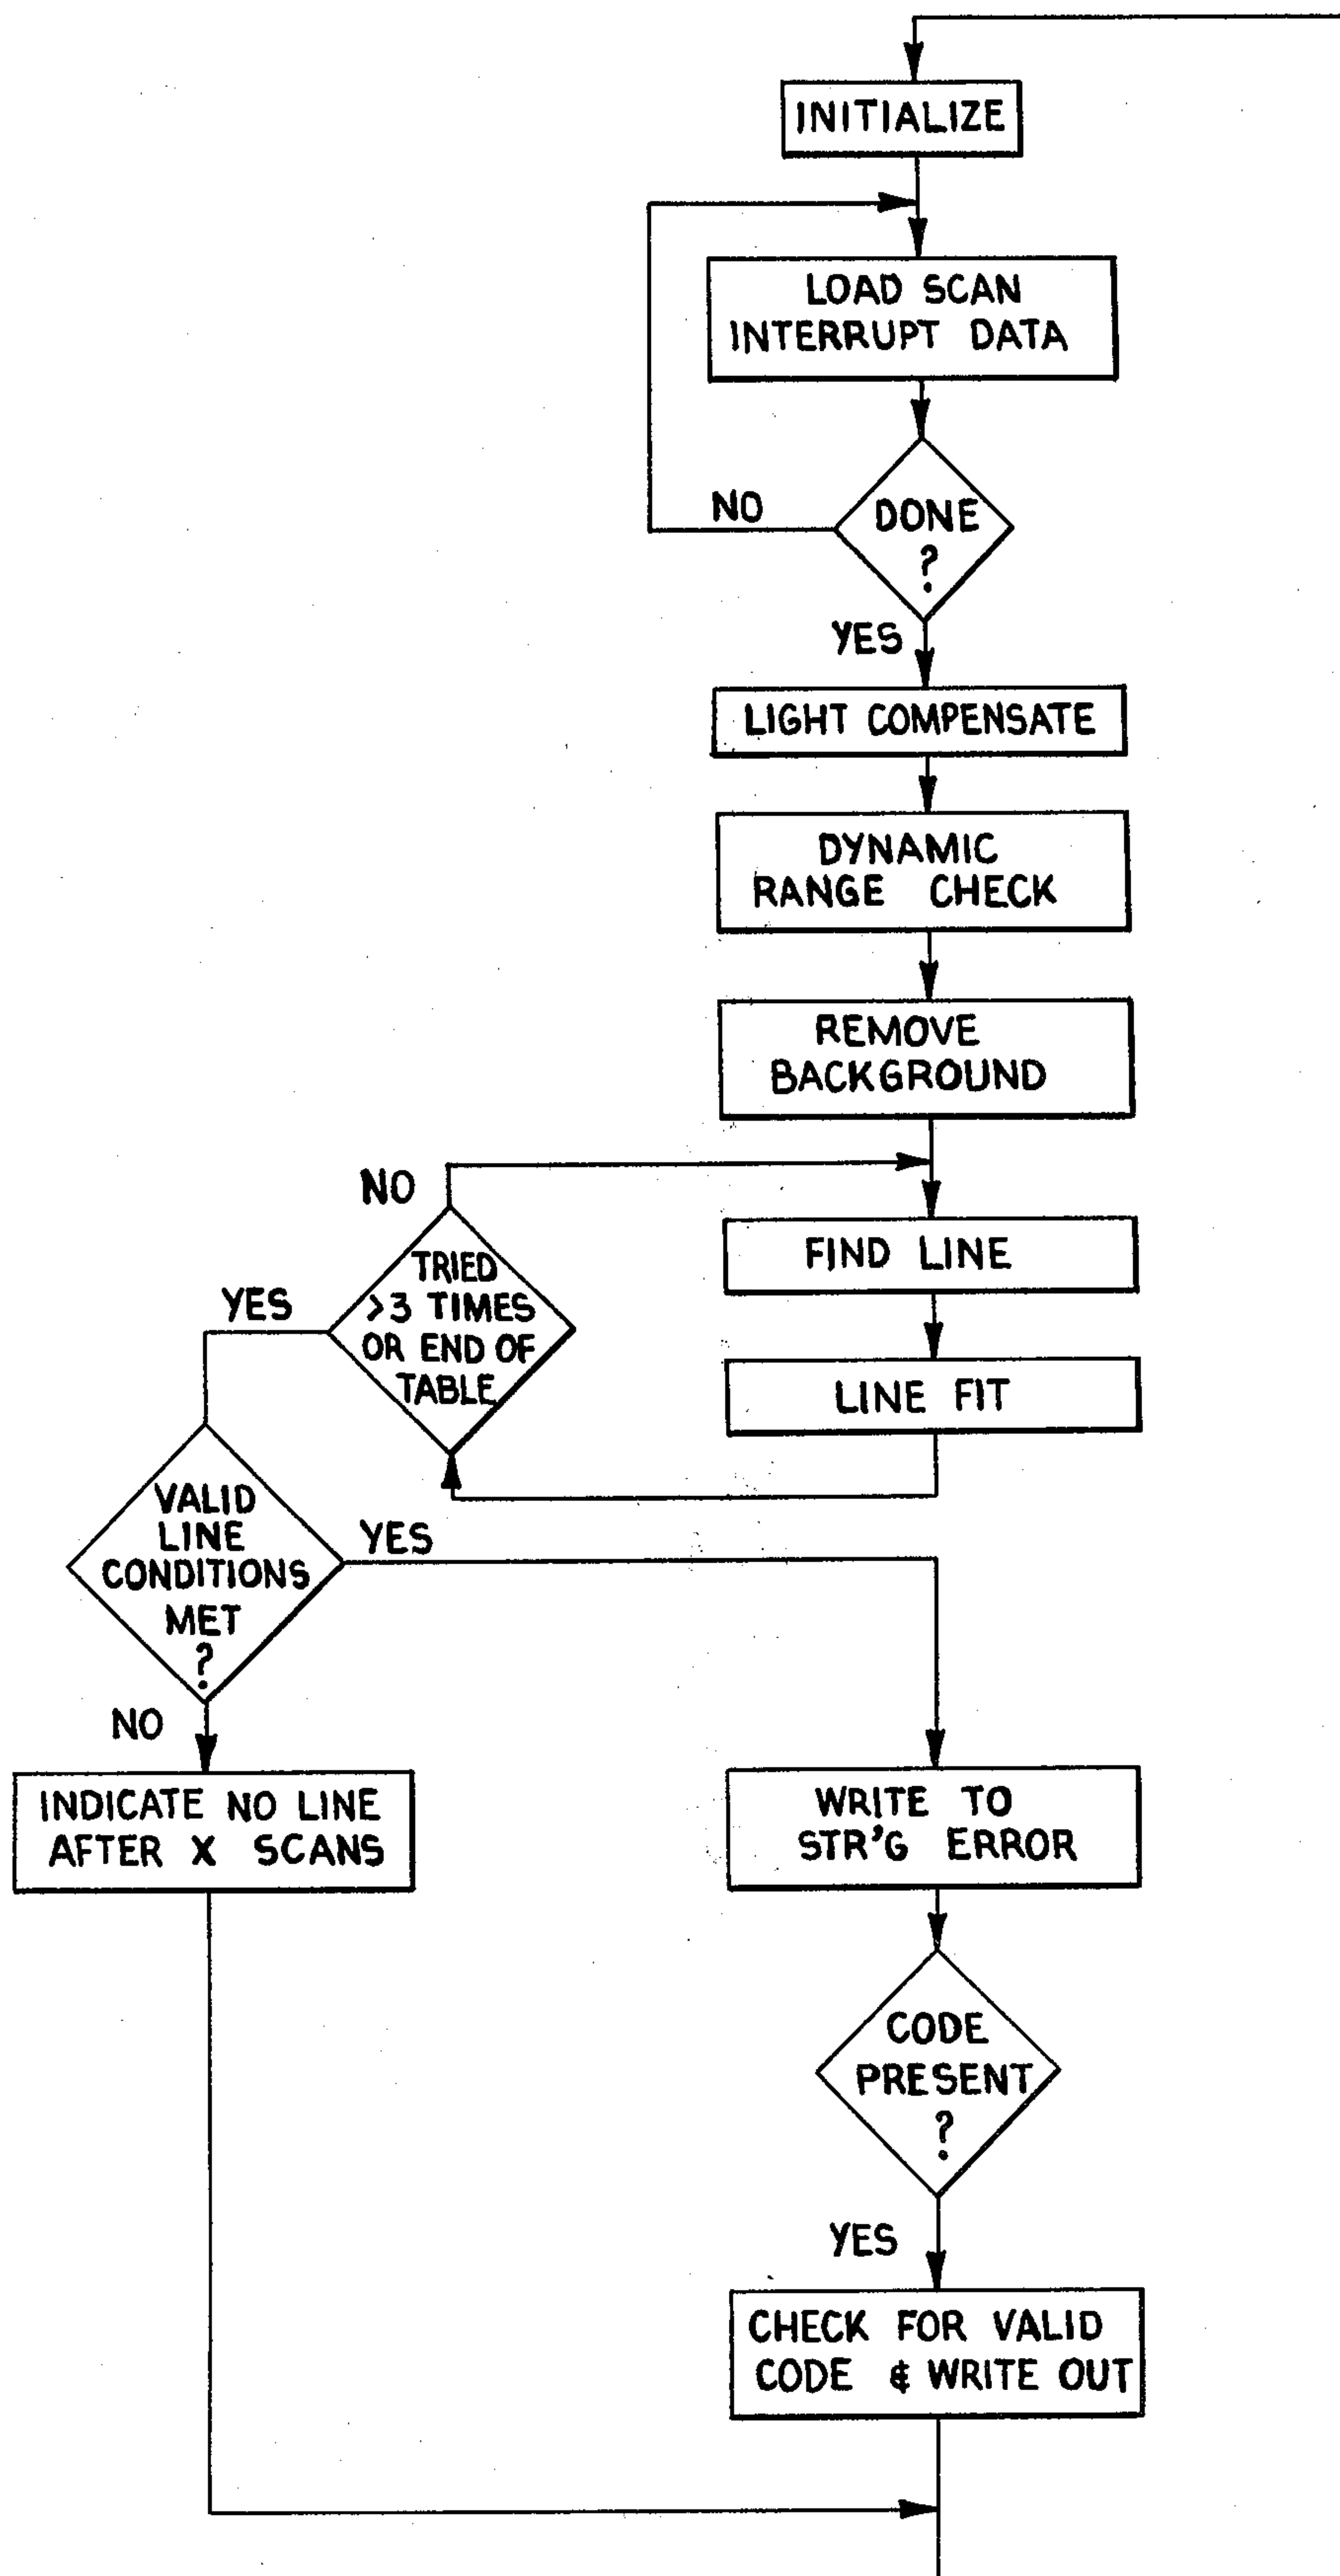 INITIALIZE
LOAD SCAN
INTERRUPT DATA
NO
DONE
?
YES
LIGHT COMPENSATE
DYNAMIC
RANGE CHECK
REMOVE
BACKGROUND
NO
FIND LINE
TRIED
>3 TIMES
OR END OF
TABLE
YES
LINE FIT
VALID
LINE
CONDITIONS
MET
?
YES
NO
INDICATE NO LINE
AFTER X SCANS
WRITE TO
STR'G ERROR
CODE
PRESENT
?
YES
CHECK FOR VALID
CODE & WRITE OUT